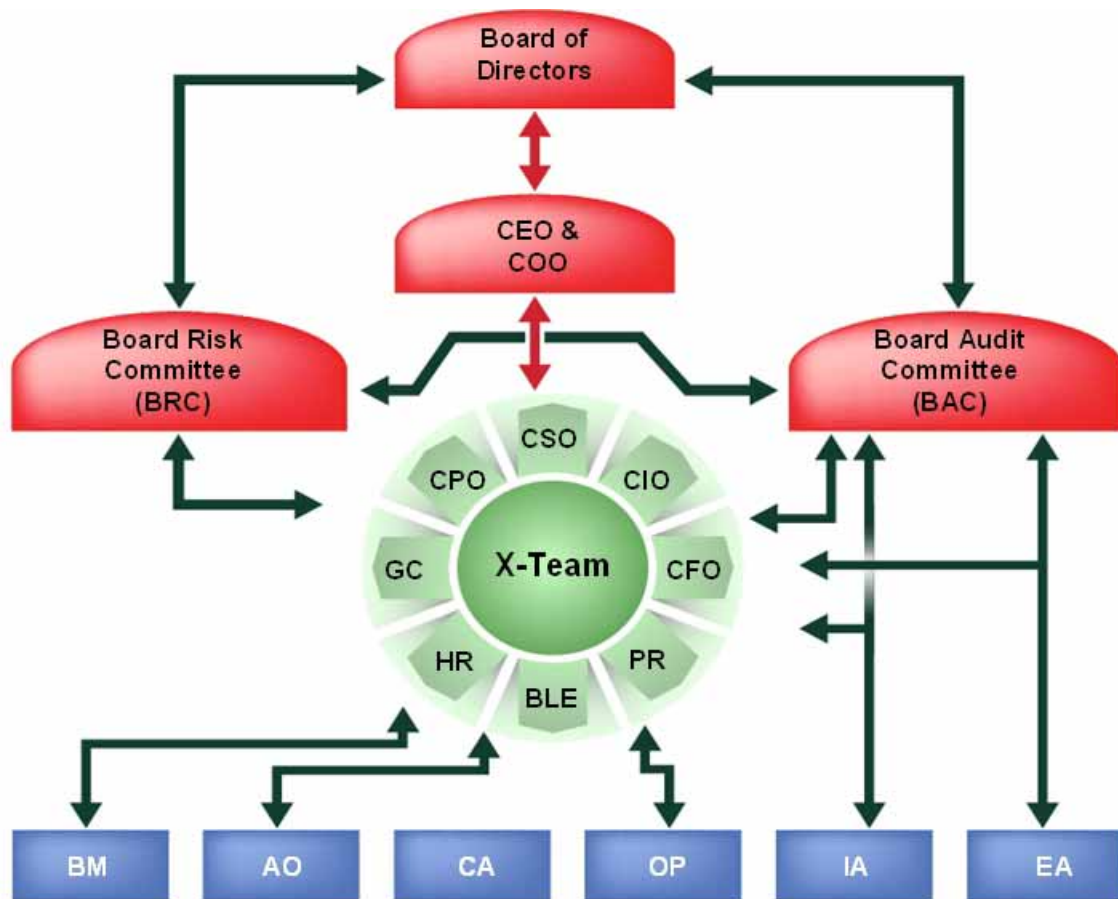 Board of
Directors
CEO &
COO
Board Risk
Committee
(BRC)
Board Audit
Committee
(BAC)
CSO
CPO
CIO
GC
X-Team
CFO
HR
PR
BLE
BM
AO
CA
OP
IA
EA